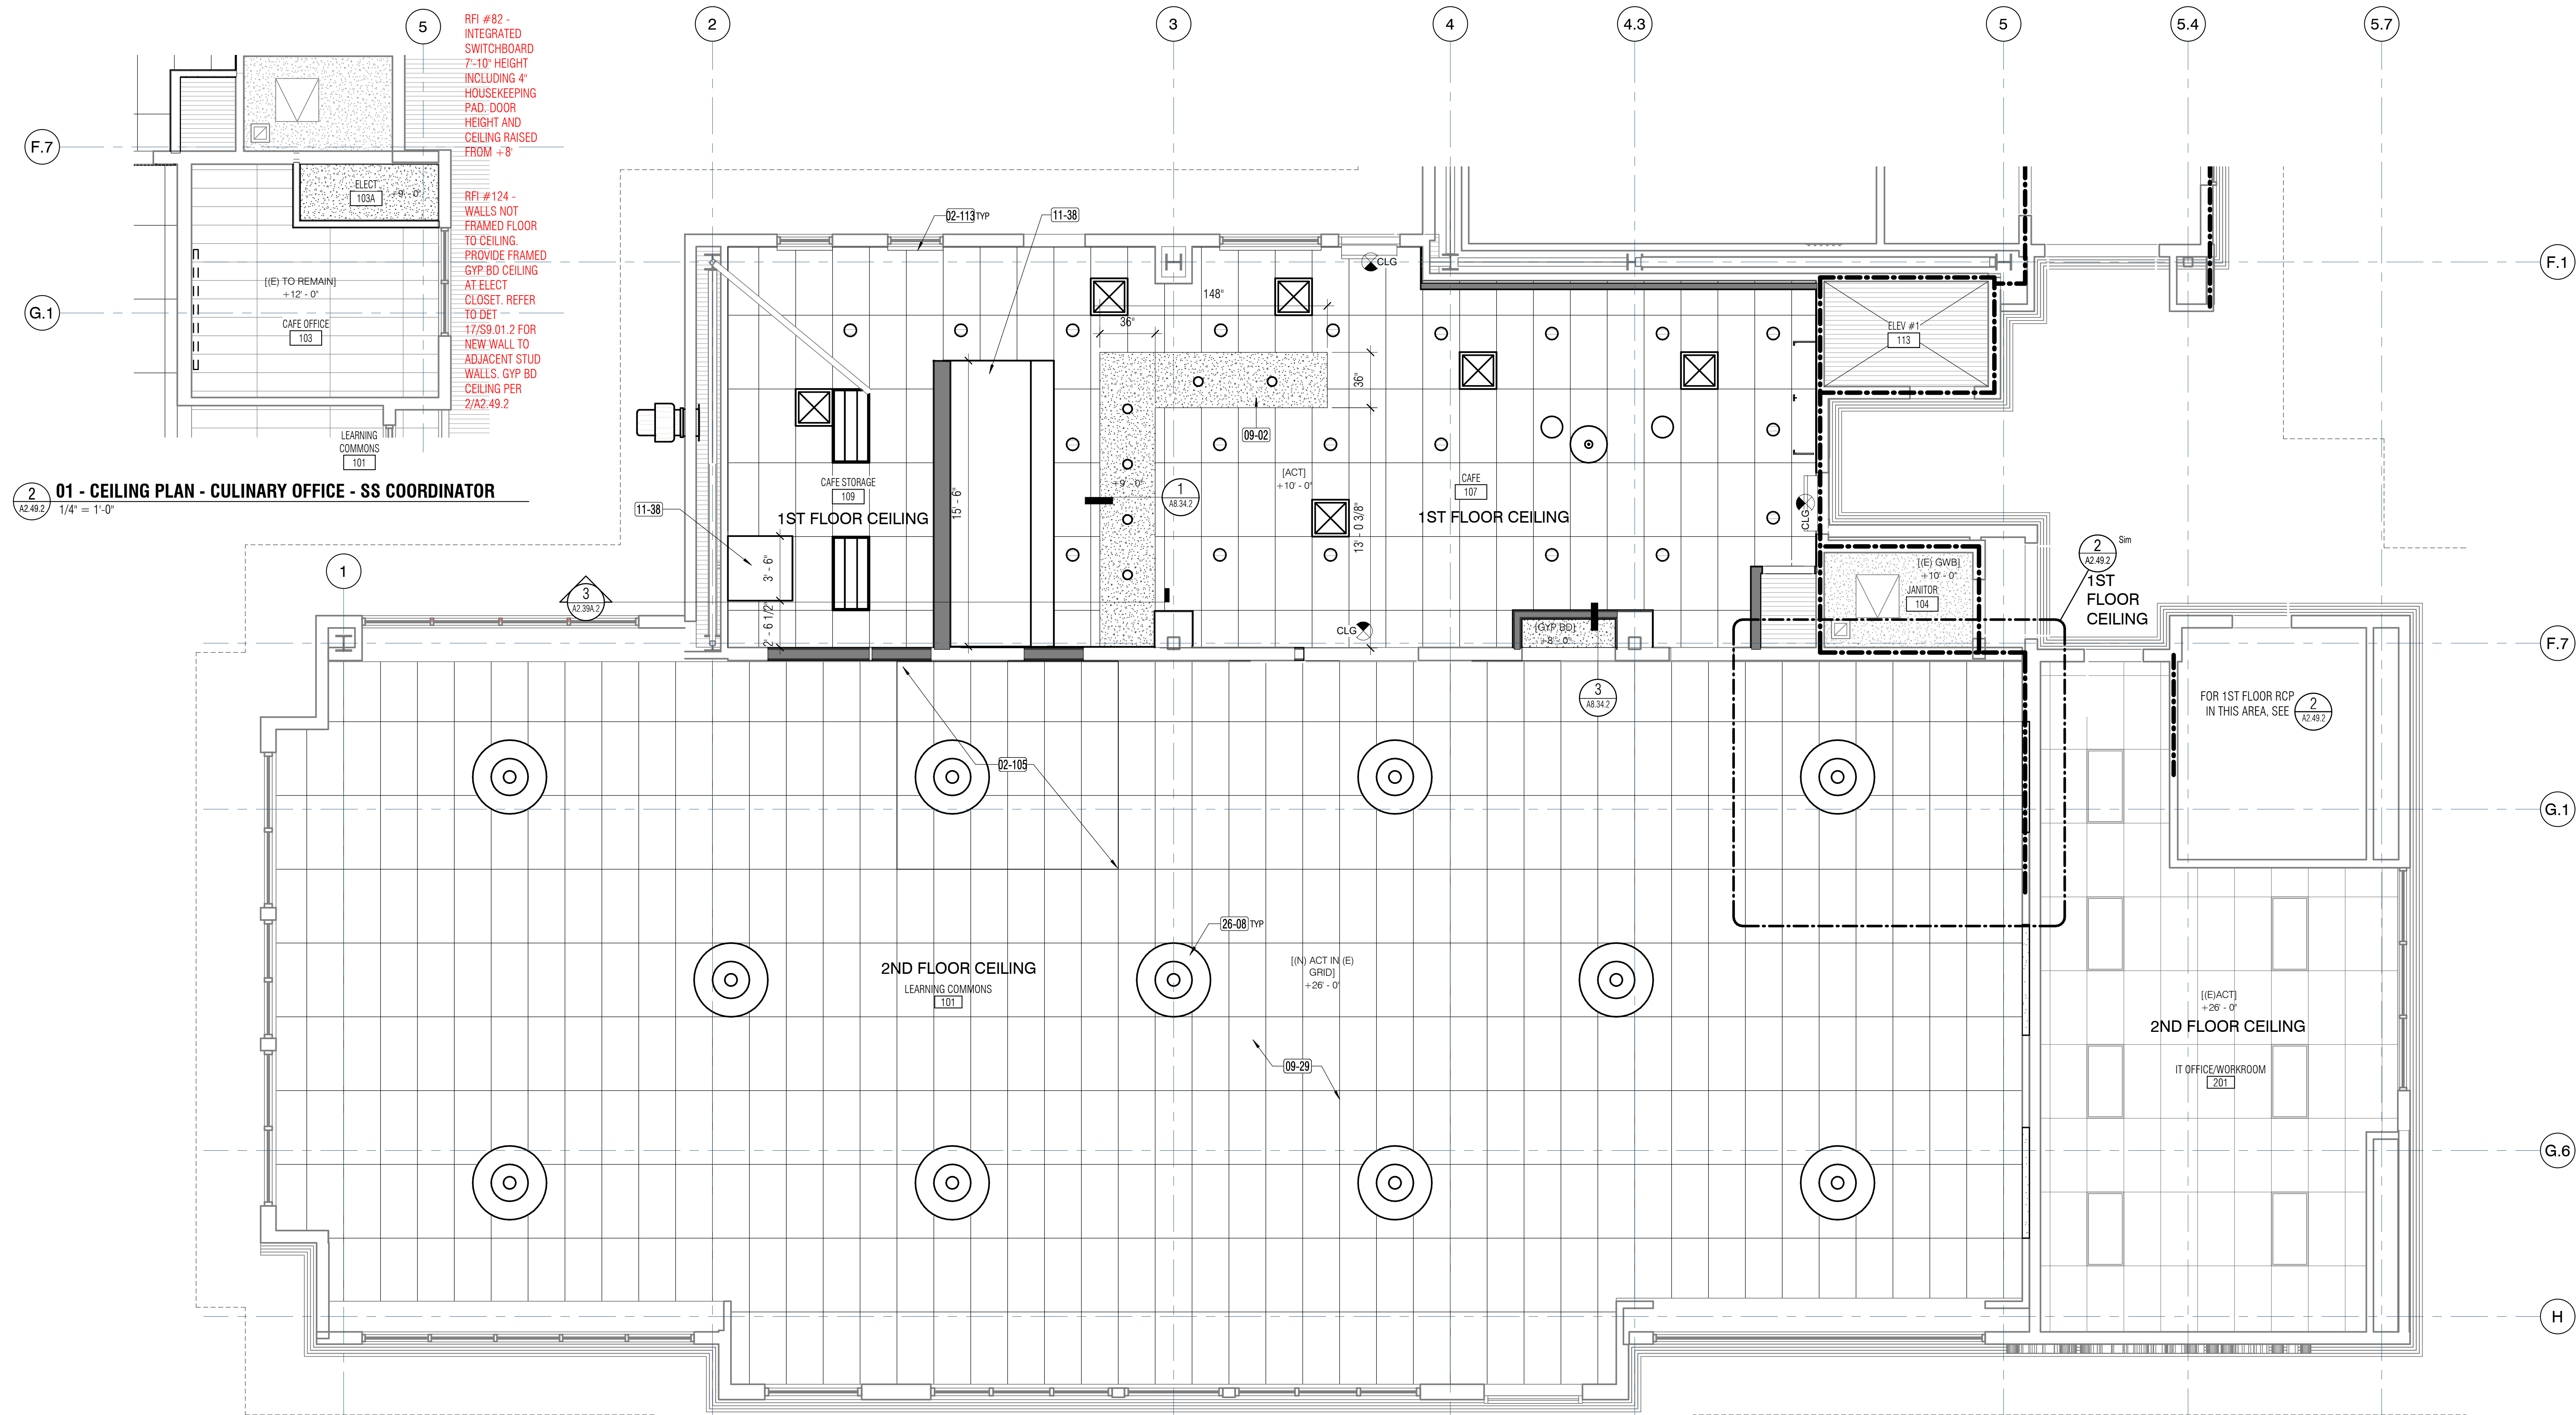 5
2
3
4
4.3
5
5.4
5.7
RFI #82 -
INTEGRATED
SWITCHBOARD
7'-10" HEIGHT
INCLUDING 4"
HOUSEKEEPING
PAD. DOOR
HEIGHT AND
CEILING RAISED
FROM +8'
F.7
ELECT
103A
+9' - 0"
RFI #124 -
WALLS NOT
FRAMED FLOOR
TO CEILING.
PROVIDE FRAMED
GYP BD CEILING
AT ELECT
CLOSET. REFER
TO DET
17/S9.01.2 FOR
NEW WALL TO
ADJACENT STUD
WALLS. GYP BD
CEILING PER
2/A2.49.2
[(E) TO REMAIN]
+12' - 0"
G.1
CAFE OFFICE
103
LEARNING
COMMONS
101
2
A2.49.2
01 - CEILING PLAN - CULINARY OFFICE - SS COORDINATOR
1/4" = 1'-0"
02-113 TYP
11-38
CLG
F.1
148"
36"
36"
ELEV #1
113
09-02
[ACT]
+10' - 0"
CAFE
107
1ST FLOOR CEILING
CAFE STORAGE
109
1ST FLOOR CEILING
15' - 6"
+9' - 0"
1
A8.34.2
13' - 0 3/8"
CLG
11-38
3' - 6"
2' - 6 1/2"
1
3
A2.39A.2
CLG
[GYP BD]
+8' - 0"
3
A8.34.2
[(E) GWB]
+10' - 0"
JANITOR
104
2
A2.49.2
Sim
1ST
FLOOR
CEILING
F.7
FOR 1ST FLOOR RCP
IN THIS AREA, SEE
2
A2.49.2
02-105
G.1
26-08 TYP
2ND FLOOR CEILING
LEARNING COMMONS
101
[(N) ACT IN (E)
GRID]
+26' - 0"
[(E)ACT]
+26' - 0"
2ND FLOOR CEILING
09-29
IT OFFICE/WORKROOM
201
G.6
H